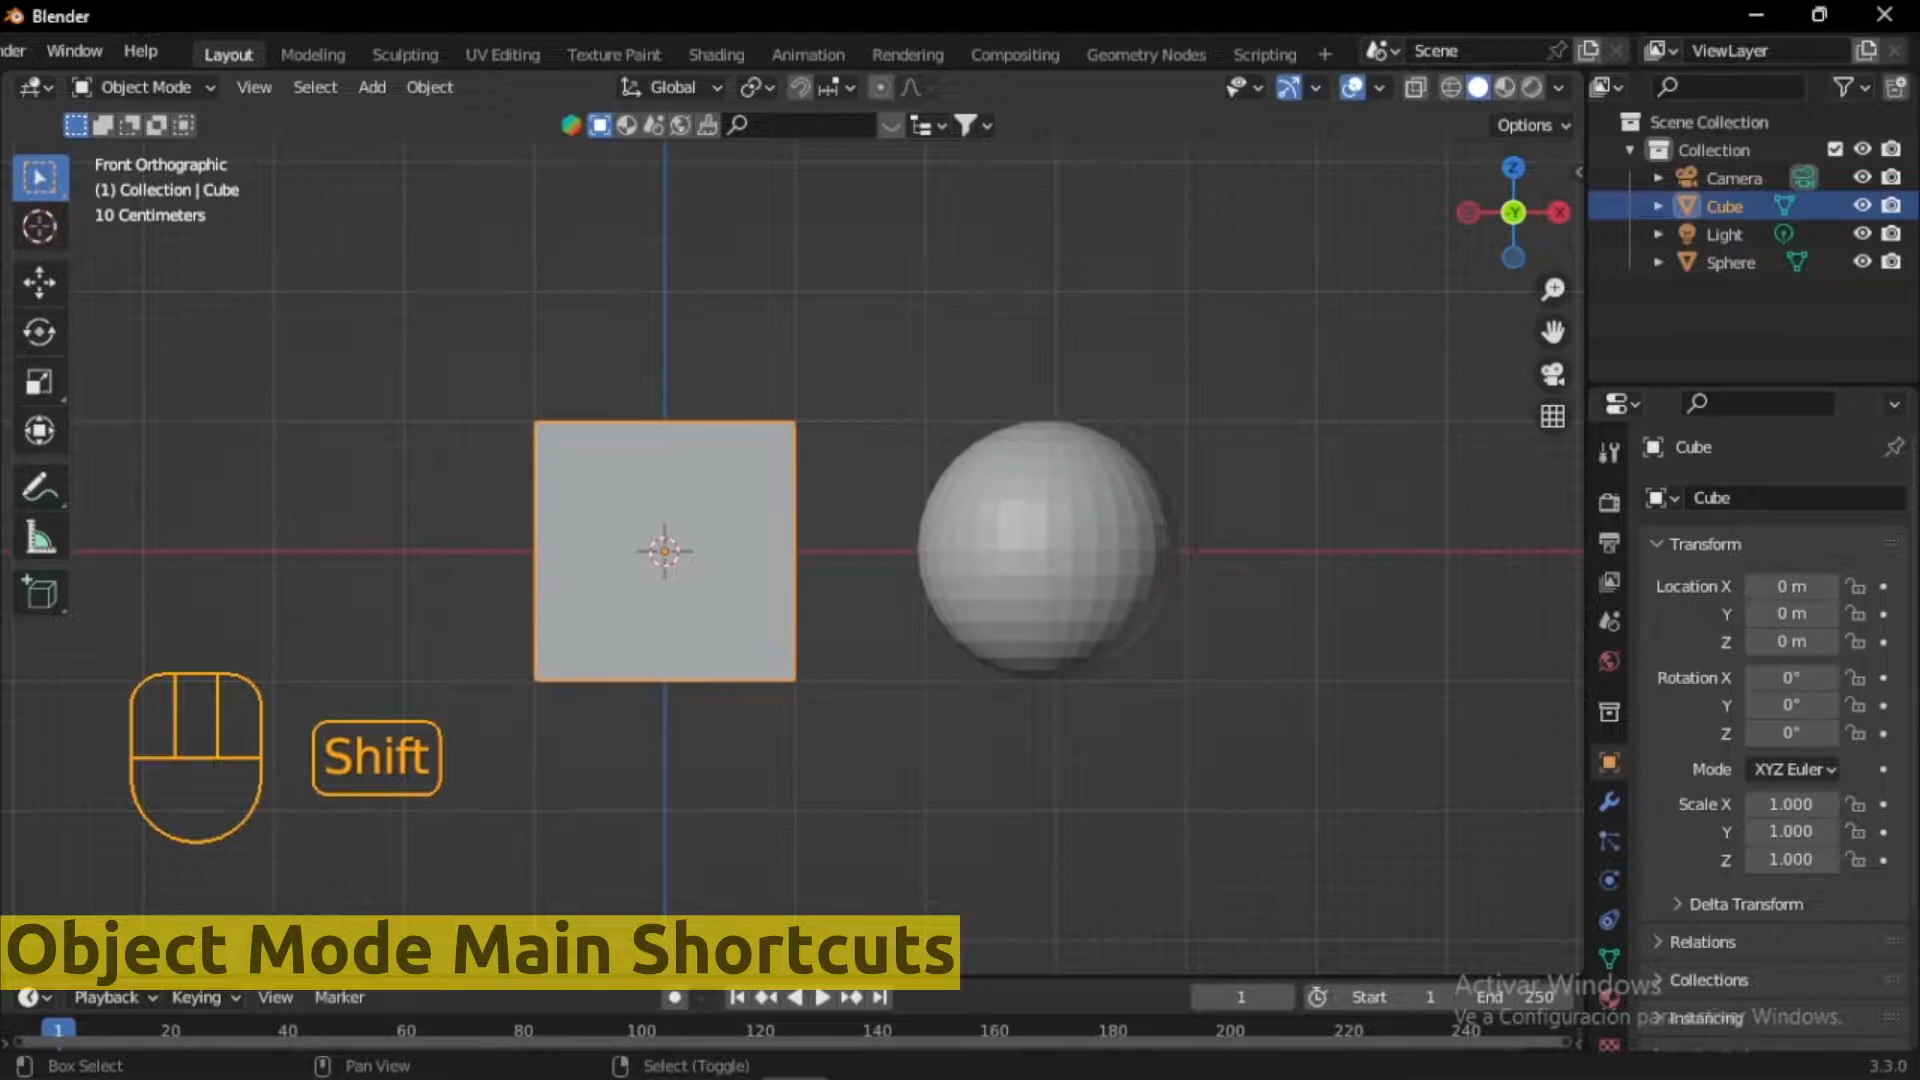 Blender
nder Window Help Layout Modeling Sculpting UV Editing Texture Paint Shading Animation Rendering Compositing Geometry Nodes Scripting + Scene ViewLayer
Object Mode View Select Add Object Global
Options
Front Orthographic
(1) Collection | Cube
10 Centimeters
Z
Y
X
Scene Collection
Collection
Camera
Cube
Light
Sphere
Cube
Cube
Transform
Location X 0 m
Y 0 m
Z 0 m
Rotation X 0°
Y 0°
Z 0°
Mode XYZ Euler
Scale X 1.000
Y 1.000
Z 1.000
Delta Transform
Relations
Collections
Instancing
Shift
Object Mode Main Shortcuts
Activar Windows
Ve a Configuración para activar Windows.
Playback Keying View Marker 1 Start 1 End 250
1 20 40 60 80 100 120 140 160 180 200 220 240
Box Select Pan View Select (Toggle) 3.3.0